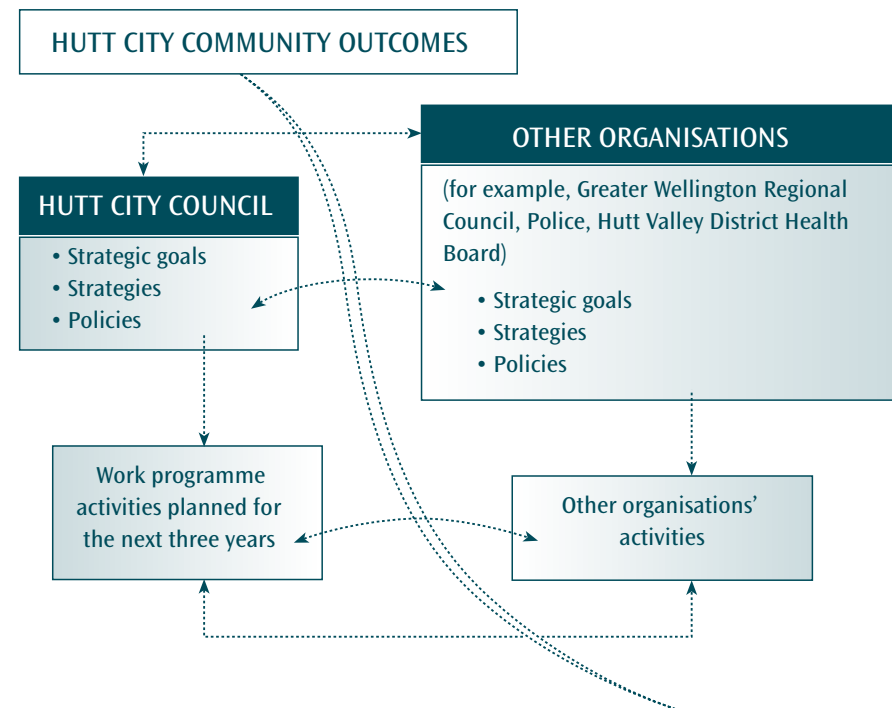 HUTT CITY COMMUNITY OUTCOMES
OTHER ORGANISATIONS
(for example, Greater Wellington Regional
Council, Police, Hutt Valley District Health
Board)
• Strategic goals
• Strategies
• Policies
HUTT CITY COUNCIL
• Strategic goals
• Strategies
• Policies
Work programme
activities planned for
the next three years
Other organisations’
activities